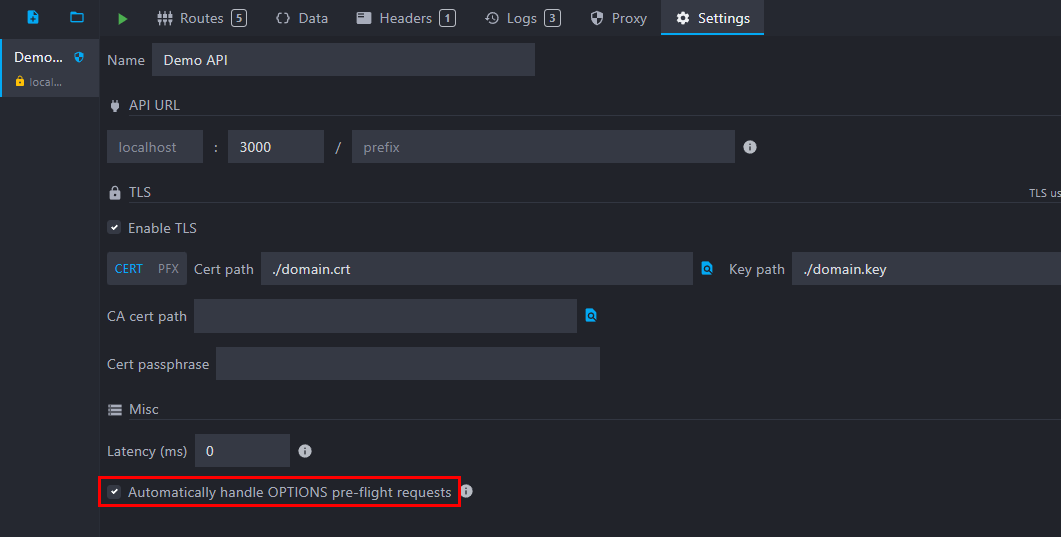 Routes 5 Data Headers 1 Logs 3 Proxy Settings
Demo...
local...
Name Demo API
API URL
localhost : 3000 / prefix
TLS TLS us
Enable TLS
CERT PFX Cert path ./domain.crt Key path ./domain.key
CA cert path
Cert passphrase
Misc
Latency (ms) 0
Automatically handle OPTIONS pre-flight requests